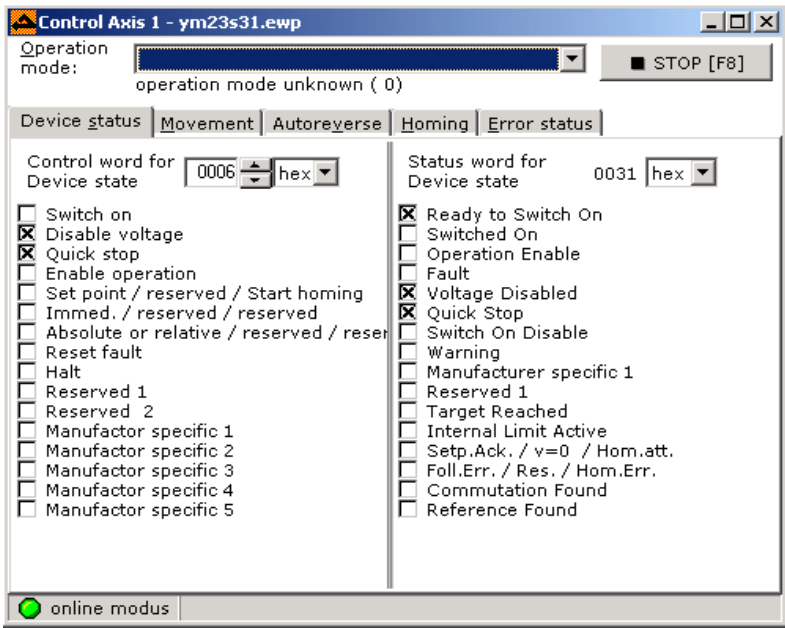 Control Axis 1 - ym23s31.ewp
Operation mode:
STOP [F8]
operation mode unknown ( 0)
Device status Movement Autoreverse Homing Error status
Control word for
Device state
0006 hex
Switch on
Disable voltage
Quick stop
Enable operation
Set point / reserved / Start homing
Immed. / reserved / reserved
Absolute or relative / reserved / reser
Reset fault
Halt
Reserved 1
Reserved 2
Manufactor specific 1
Manufactor specific 2
Manufactor specific 3
Manufactor specific 4
Manufactor specific 5
Status word for
Device state
0031 hex
Ready to Switch On
Switched On
Operation Enable
Fault
Voltage Disabled
Quick Stop
Switch On Disable
Warning
Manufacturer specific 1
Reserved 1
Target Reached
Internal Limit Active
Setp.Ack. / v=0 / Hom.att.
Foll.Err. / Res. / Hom.Err.
Commutation Found
Reference Found
online modus